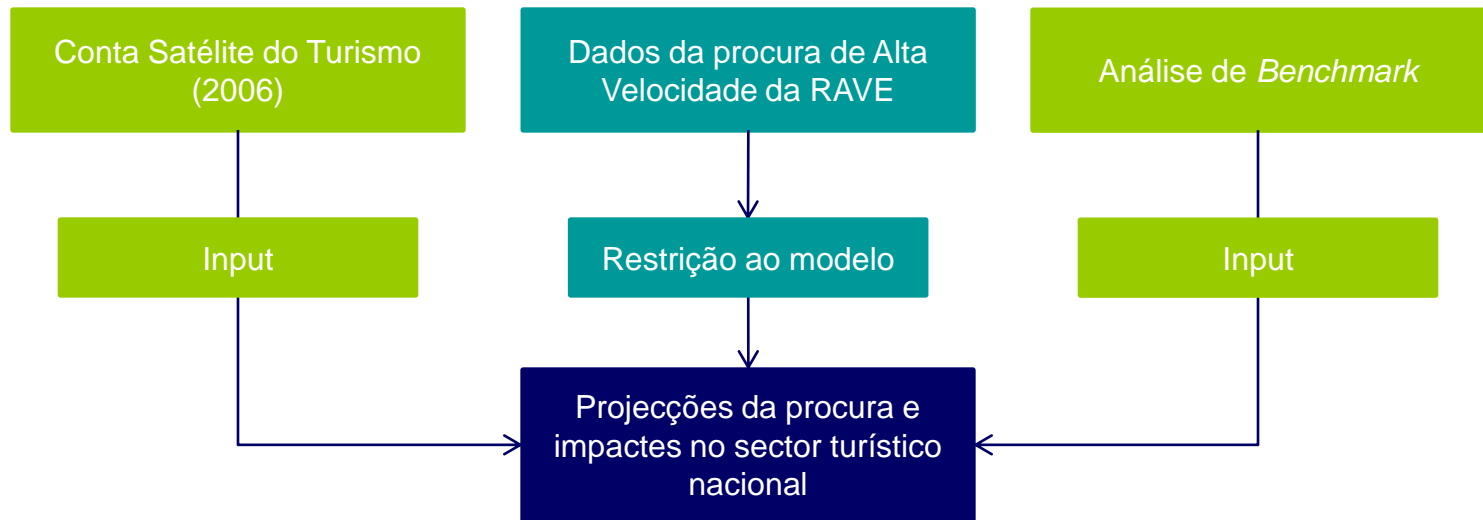 Conta Satélite do Turismo
(2006)
Dados da procura de Alta
Velocidade da RAVE
Análise de Benchmark
Input
Restrição ao modelo
Input
Projecções da procura e
impactes no sector turístico
nacional